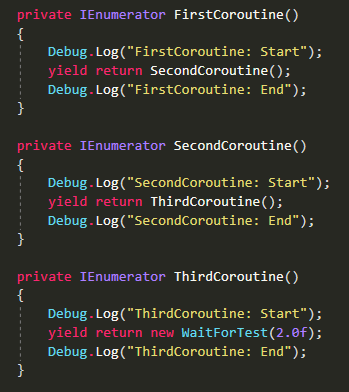 private IEnumerator FirstCoroutine()
{
    Debug.Log("FirstCoroutine: Start");
    yield return SecondCoroutine();
    Debug.Log("FirstCoroutine: End");
}

private IEnumerator SecondCoroutine()
{
    Debug.Log("SecondCoroutine: Start");
    yield return ThirdCoroutine();
    Debug.Log("SecondCoroutine: End");
}

private IEnumerator ThirdCoroutine()
{
    Debug.Log("ThirdCoroutine: Start");
    yield return new WaitForTest(2.0f);
    Debug.Log("ThirdCoroutine: End");
}